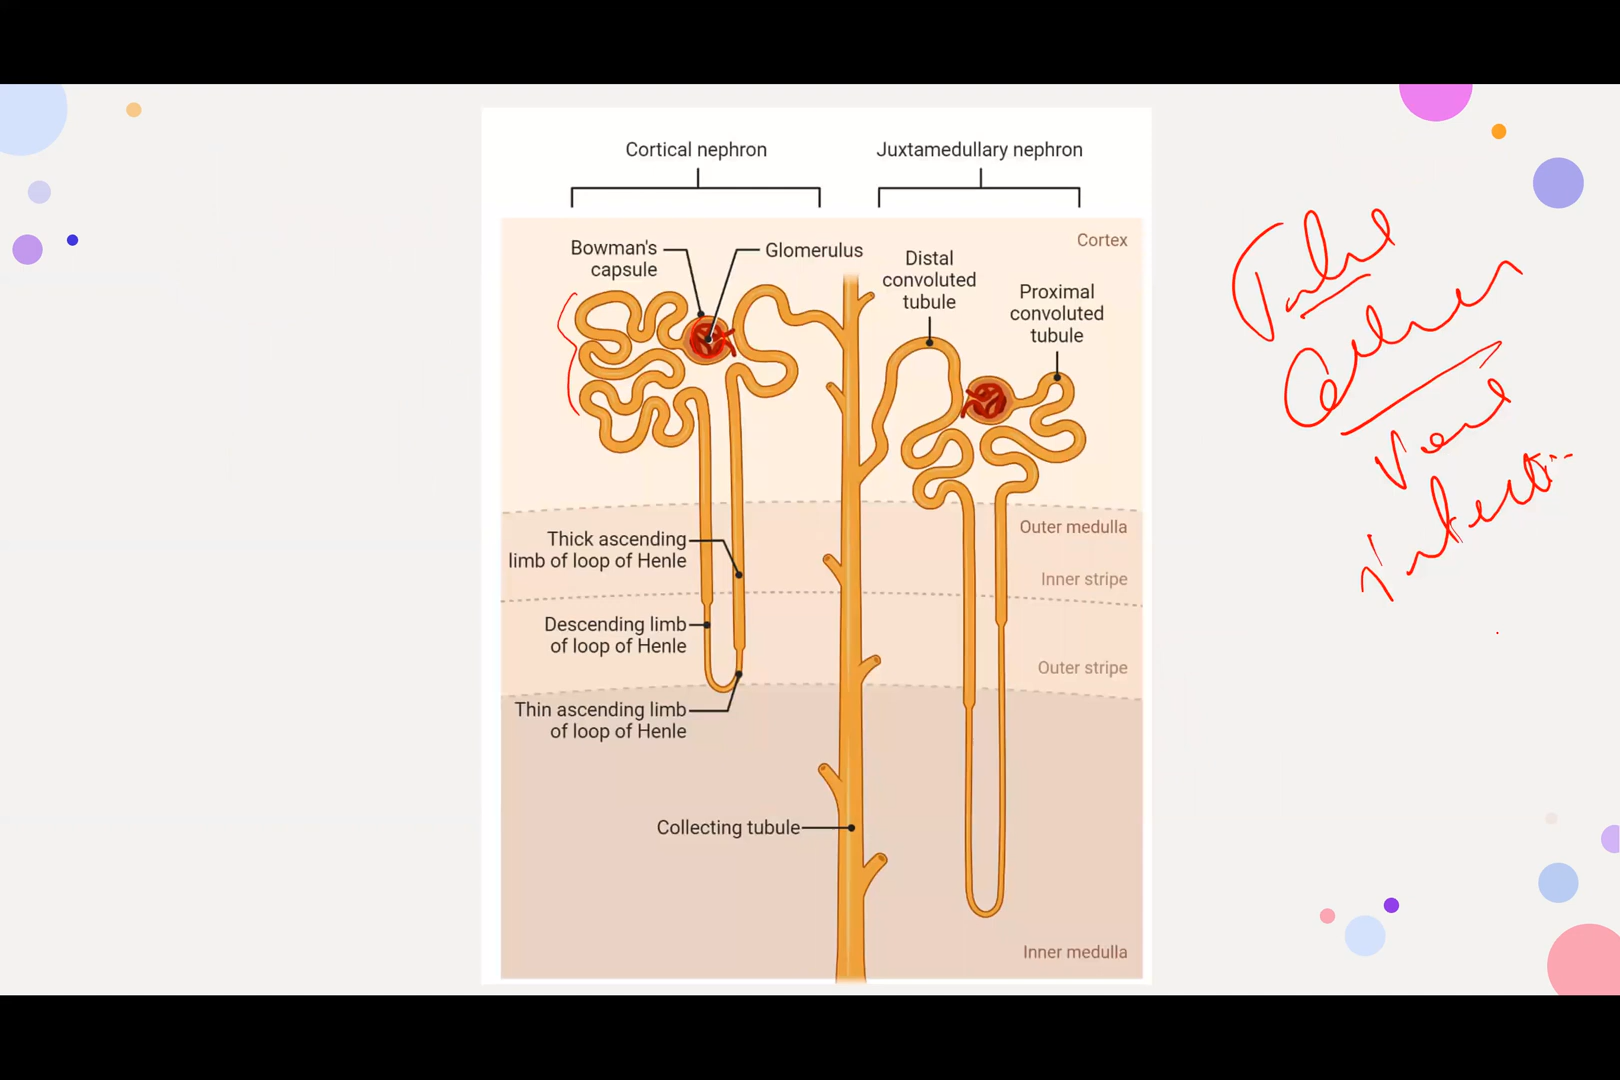 Cortical nephron
Juxtamedullary nephron
Cortex
Bowman's
capsule
Glomerulus
Distal
convoluted
tubule
Proximal
convoluted
tubule
Outer medulla
Thick ascending
limb of loop of Henle
Inner stripe
Descending limb
of loop of Henle
Outer stripe
Thin ascending limb
of loop of Henle
Collecting tubule
Inner medulla